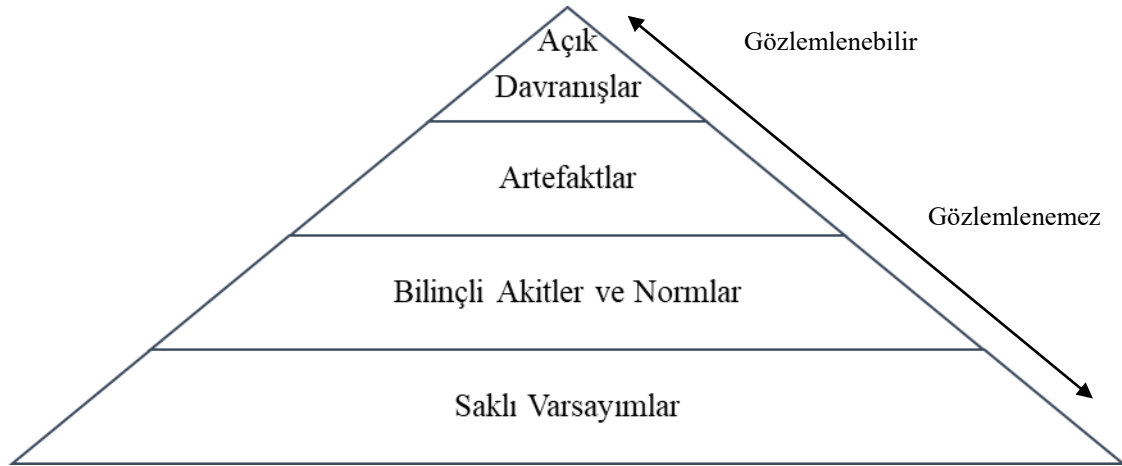 Açık
Davranışlar
Gözlemlenebilir
Artefaktlar
Gözlemlenemez
Bilinçli Akitler ve Normlar
Saklı Varsayımlar